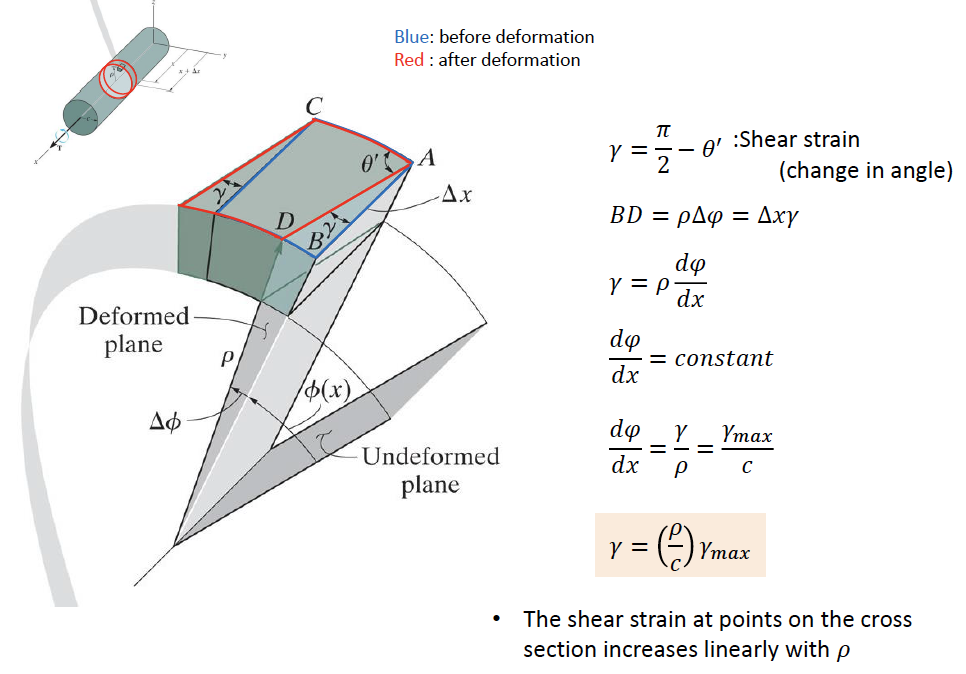 Blue: before deformation
Red : after deformation
x
y
x + Δx
c
T
x
C
A
θ′
γ
Δx
D
B
γ
Deformed
plane
ρ
ϕ(x)
Δϕ
Undeformed
plane
γ = π/2 − θ′ :Shear strain
(change in angle)
BD = ρΔφ = Δxγ
γ = ρ dφ/dx
dφ/dx = constant
dφ/dx = γ/ρ = γmax/c
γ = (ρ/c) γmax
• The shear strain at points on the cross
section increases linearly with ρ